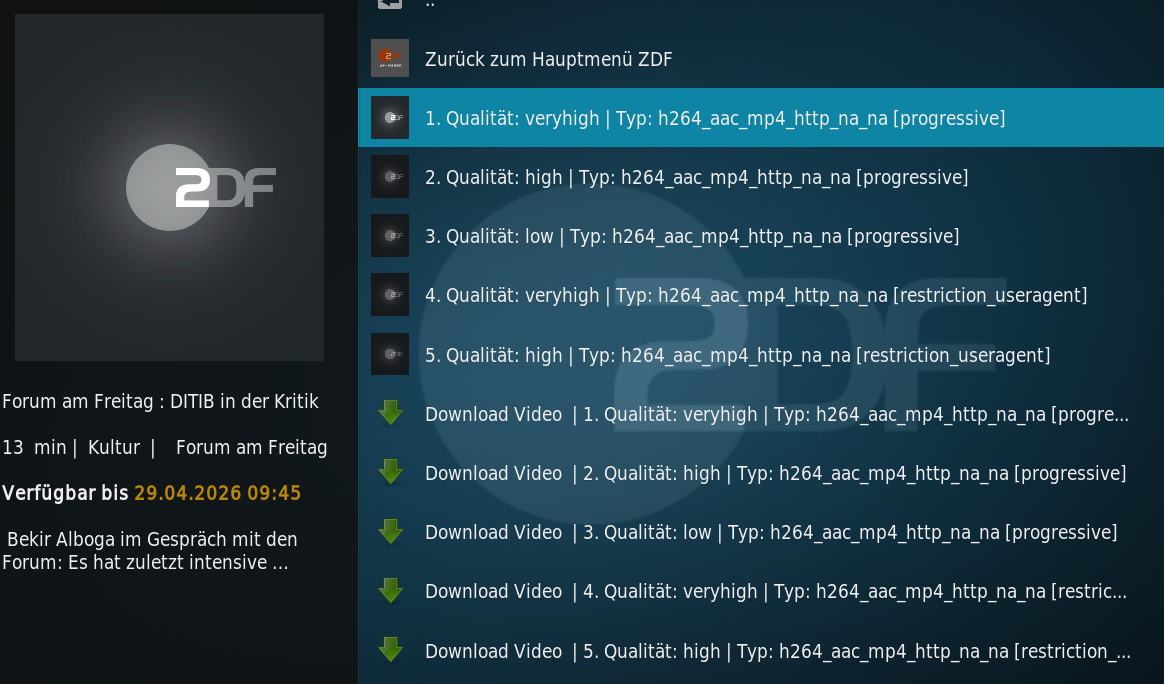 ZDF
Forum am Freitag : DITIB in der Kritik
13 min | Kultur | Forum am Freitag
Verfügbar bis 29.04.2026 09:45
Bekir Alboga im Gespräch mit den
Forum: Es hat zuletzt intensive ...
..
Zurück zum Hauptmenü ZDF
1. Qualität: veryhigh | Typ: h264_aac_mp4_http_na_na [progressive]
2. Qualität: high | Typ: h264_aac_mp4_http_na_na [progressive]
3. Qualität: low | Typ: h264_aac_mp4_http_na_na [progressive]
4. Qualität: veryhigh | Typ: h264_aac_mp4_http_na_na [restriction_useragent]
5. Qualität: high | Typ: h264_aac_mp4_http_na_na [restriction_useragent]
Download Video | 1. Qualität: veryhigh | Typ: h264_aac_mp4_http_na_na [progre...
Download Video | 2. Qualität: high | Typ: h264_aac_mp4_http_na_na [progressive]
Download Video | 3. Qualität: low | Typ: h264_aac_mp4_http_na_na [progressive]
Download Video | 4. Qualität: veryhigh | Typ: h264_aac_mp4_http_na_na [restric...
Download Video | 5. Qualität: high | Typ: h264_aac_mp4_http_na_na [restriction_...
ZDF